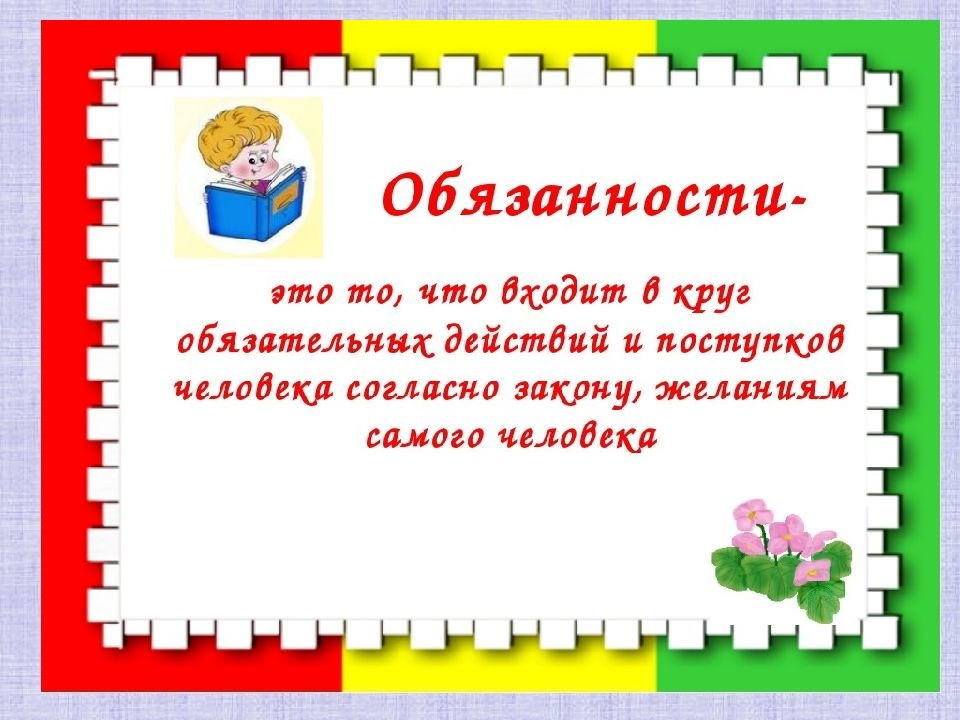 Обязанности-
это то, что входит в круг
обязательных действий и поступков
человека согласно закону, желаниям
самого человека